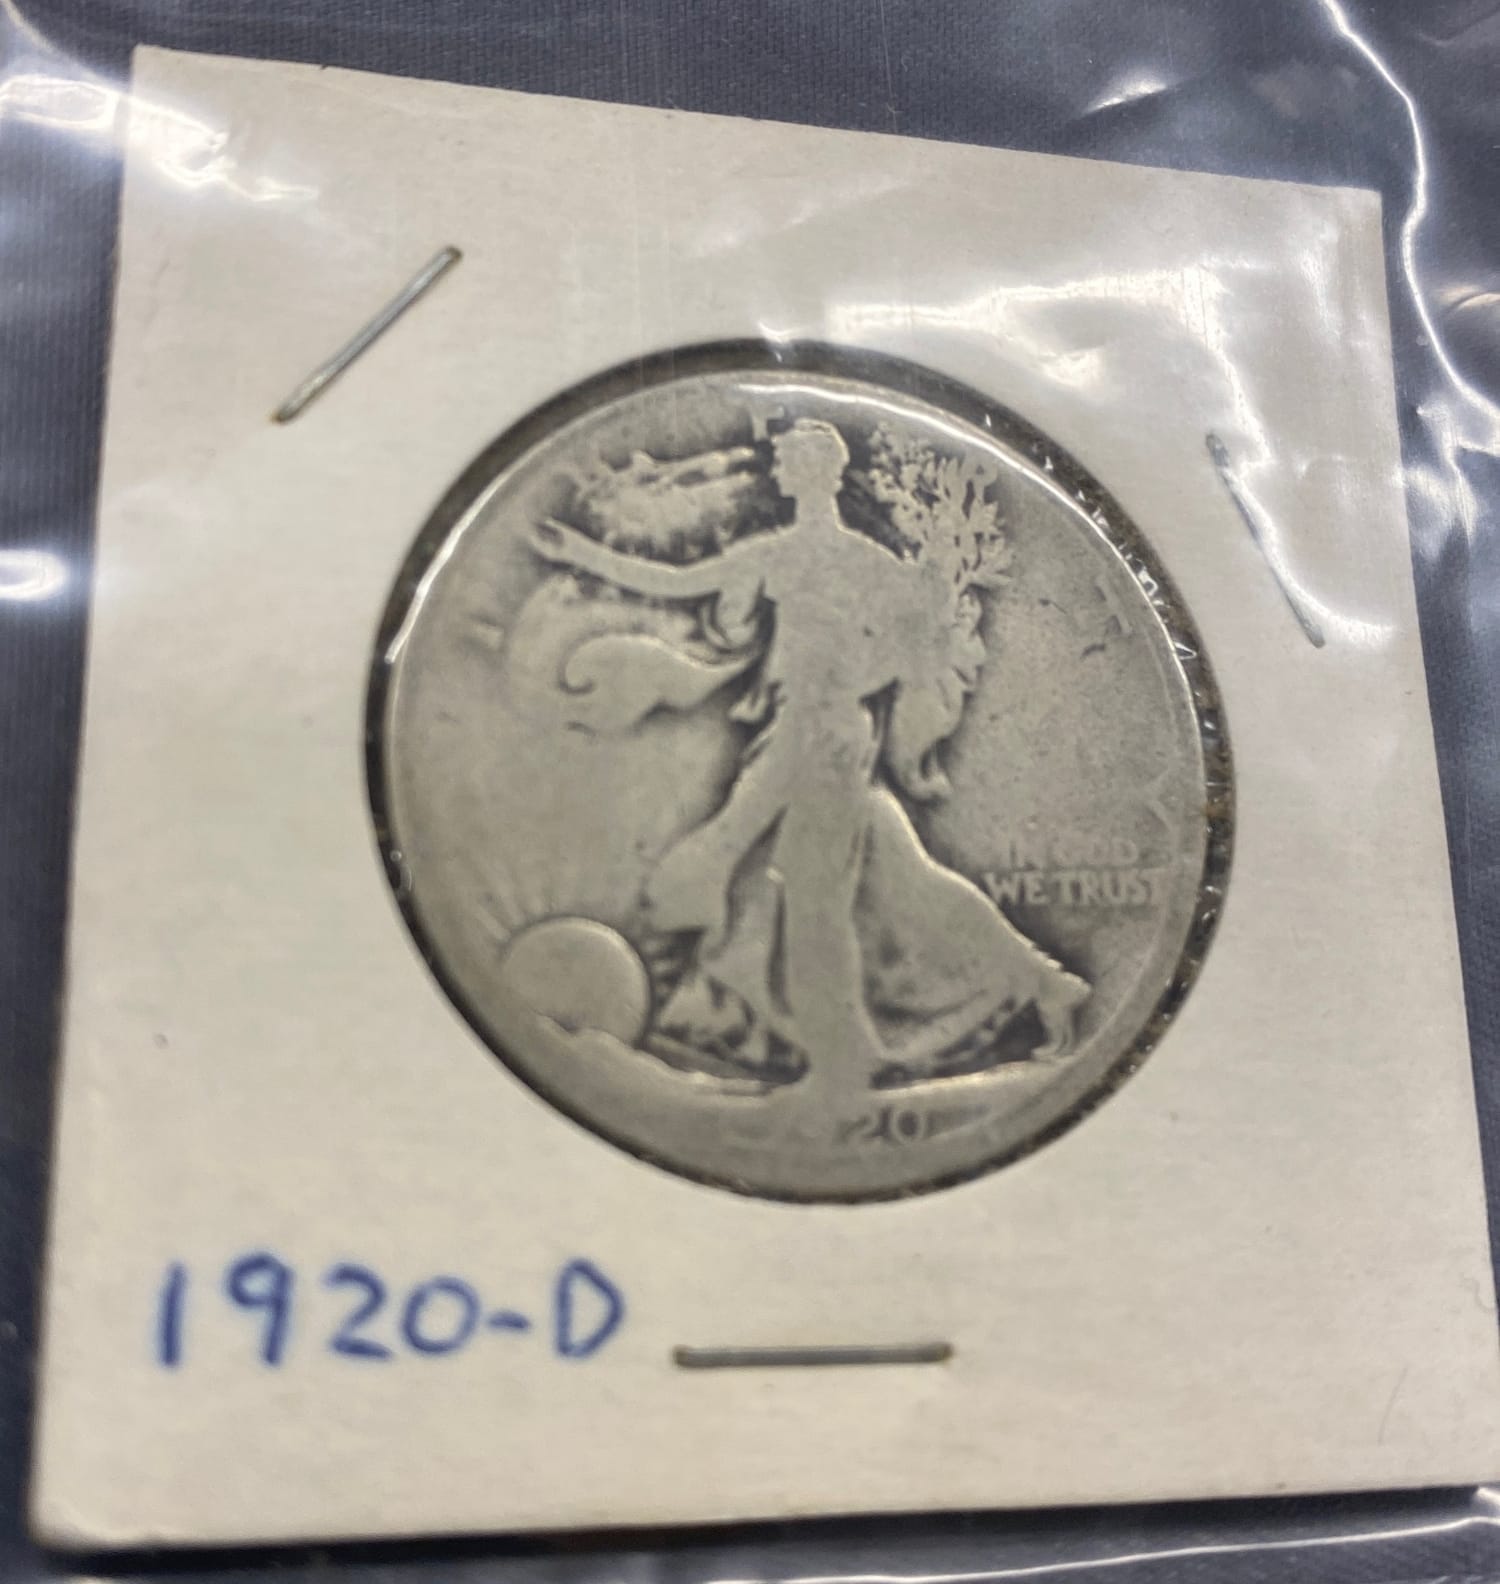 IN GOD
WE TRUST
20
1920-D